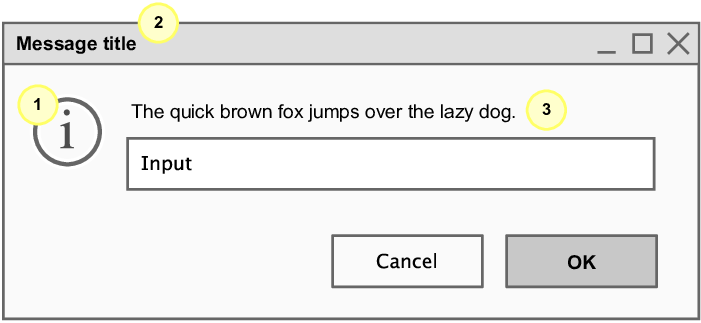 2
Message title
1
i
The quick brown fox jumps over the lazy dog.
3
Input
Cancel
OK